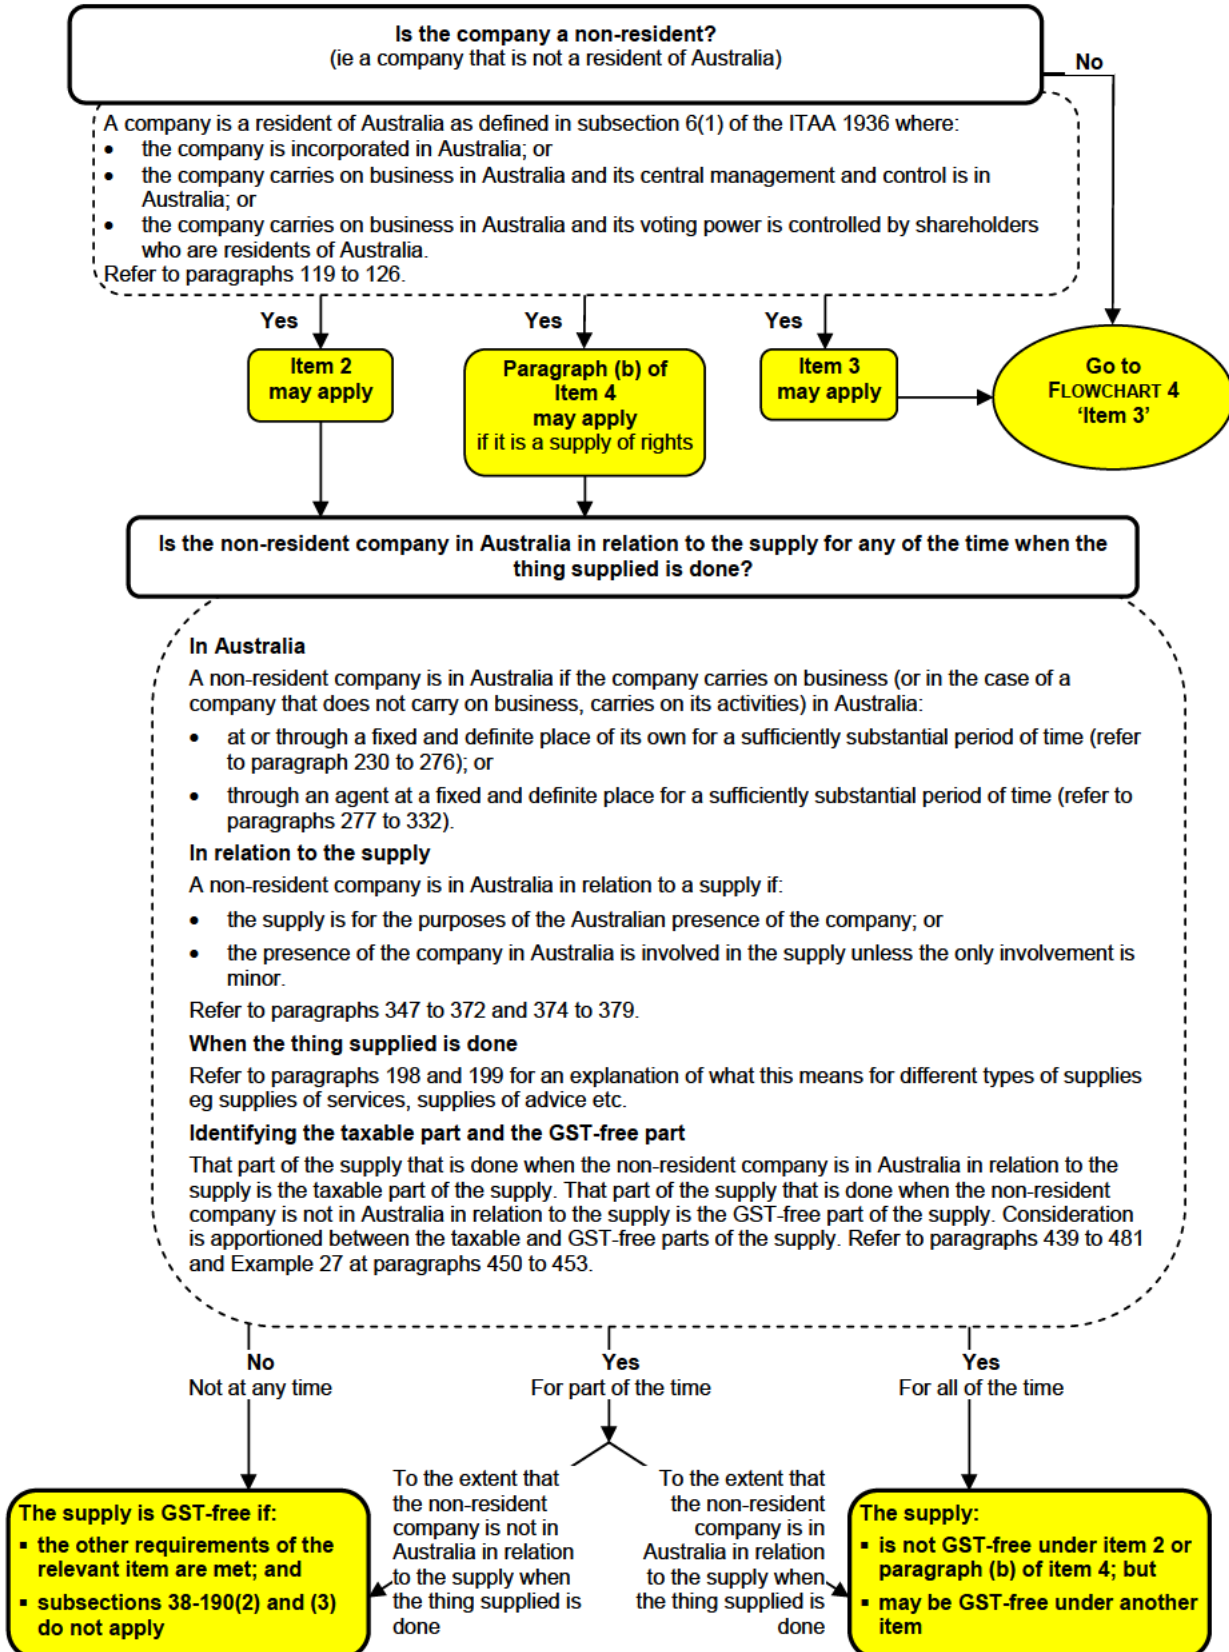 Is the company a non-resident?
(ie a company that is not a resident of Australia)
No
A company is a resident of Australia as defined in subsection 6(1) of the ITAA 1936 where:
• the company is incorporated in Australia; or
• the company carries on business in Australia and its central management and control is in
Australia; or
• the company carries on business in Australia and its voting power is controlled by shareholders
who are residents of Australia.
Refer to paragraphs 119 to 126.
Yes
Yes
Yes
Item 2
may apply
Paragraph (b) of
Item 4
may apply
if it is a supply of rights
Item 3
may apply
Go to
FLOWCHART 4
‘Item 3’
Is the non-resident company in Australia in relation to the supply for any of the time when the
thing supplied is done?
In Australia
A non-resident company is in Australia if the company carries on business (or in the case of a
company that does not carry on business, carries on its activities) in Australia:
• at or through a fixed and definite place of its own for a sufficiently substantial period of time (refer
to paragraph 230 to 276); or
• through an agent at a fixed and definite place for a sufficiently substantial period of time (refer to
paragraphs 277 to 332).
In relation to the supply
A non-resident company is in Australia in relation to a supply if:
• the supply is for the purposes of the Australian presence of the company; or
• the presence of the company in Australia is involved in the supply unless the only involvement is
minor.
Refer to paragraphs 347 to 372 and 374 to 379.
When the thing supplied is done
Refer to paragraphs 198 and 199 for an explanation of what this means for different types of supplies
eg supplies of services, supplies of advice etc.
Identifying the taxable part and the GST-free part
That part of the supply that is done when the non-resident company is in Australia in relation to the
supply is the taxable part of the supply. That part of the supply that is done when the non-resident
company is not in Australia in relation to the supply is the GST-free part of the supply. Consideration
is apportioned between the taxable and GST-free parts of the supply. Refer to paragraphs 439 to 481
and Example 27 at paragraphs 450 to 453.
No
Not at any time
Yes
For part of the time
Yes
For all of the time
The supply is GST-free if:
▪ the other requirements of the
relevant item are met; and
▪ subsections 38-190(2) and (3)
do not apply
To the extent that
the non-resident
company is not in
Australia in relation
to the supply when
the thing supplied is
done
To the extent that
the non-resident
company is in
Australia in relation
to the supply when
the thing supplied is
done
The supply:
▪ is not GST-free under item 2 or
paragraph (b) of item 4; but
▪ may be GST-free under another
item